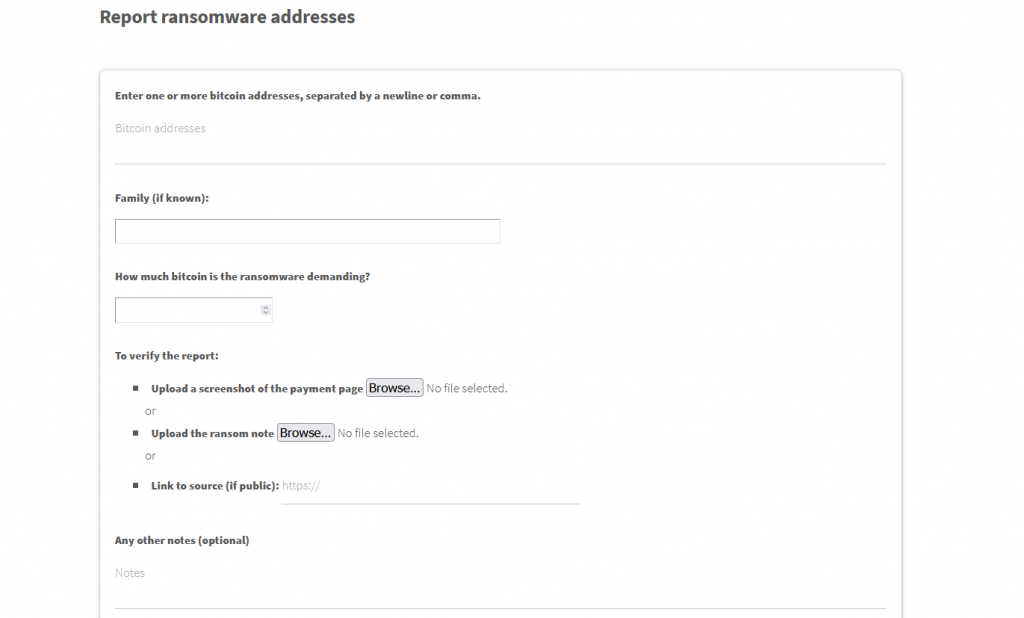 Report ransomware addresses
Enter one or more bitcoin addresses, separated by a newline or comma.
Bitcoin addresses
Family (if known):
How much bitcoin is the ransomware demanding?
To verify the report:
Upload a screenshot of the payment page Browse... No file selected.
or
Upload the ransom note Browse... No file selected.
or
Link to source (if public): https://
Any other notes (optional)
Notes